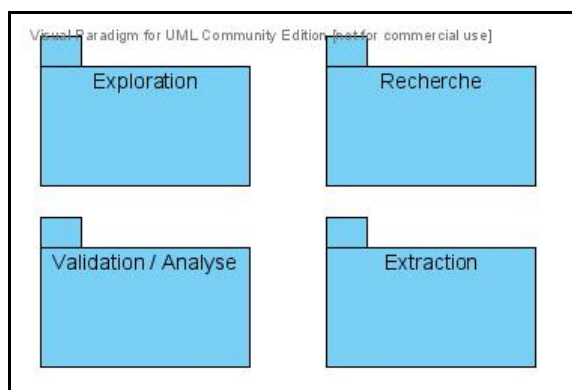 Visual Paradigm for UML Community Edition [not for commercial use]
Exploration
Recherche
Validation / Analyse
Extraction